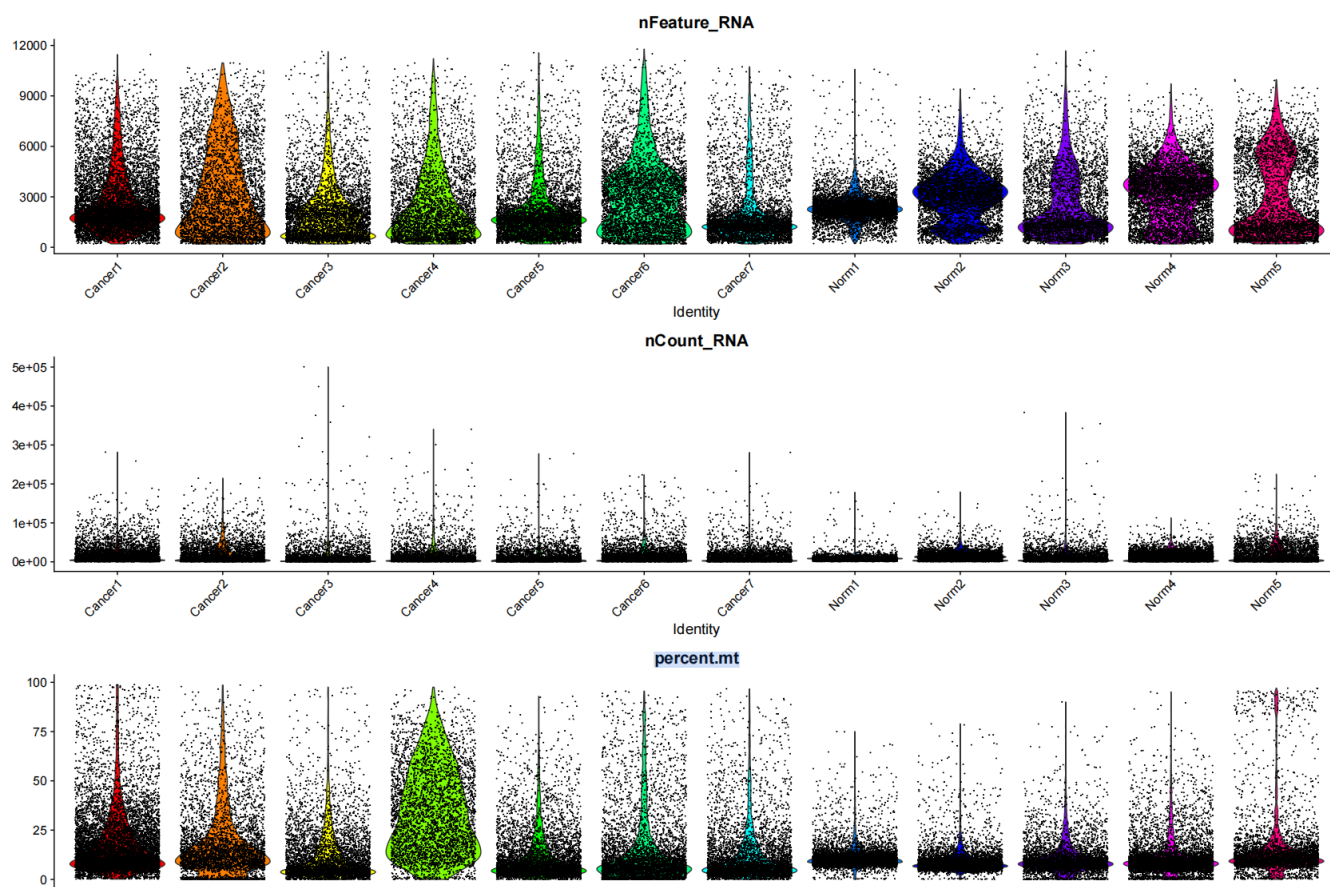 nFeature_RNA
12000
9000
6000
3000
0
Cancer1 Cancer2 Cancer3 Cancer4 Cancer5 Cancer6 Cancer7 Norm1 Norm2 Norm3 Norm4 Norm5
Identity
nCount_RNA
5e+05
4e+05
3e+05
2e+05
1e+05
0e+00
Cancer1 Cancer2 Cancer3 Cancer4 Cancer5 Cancer6 Cancer7 Norm1 Norm2 Norm3 Norm4 Norm5
Identity
percent.mt
100
75
50
25
0